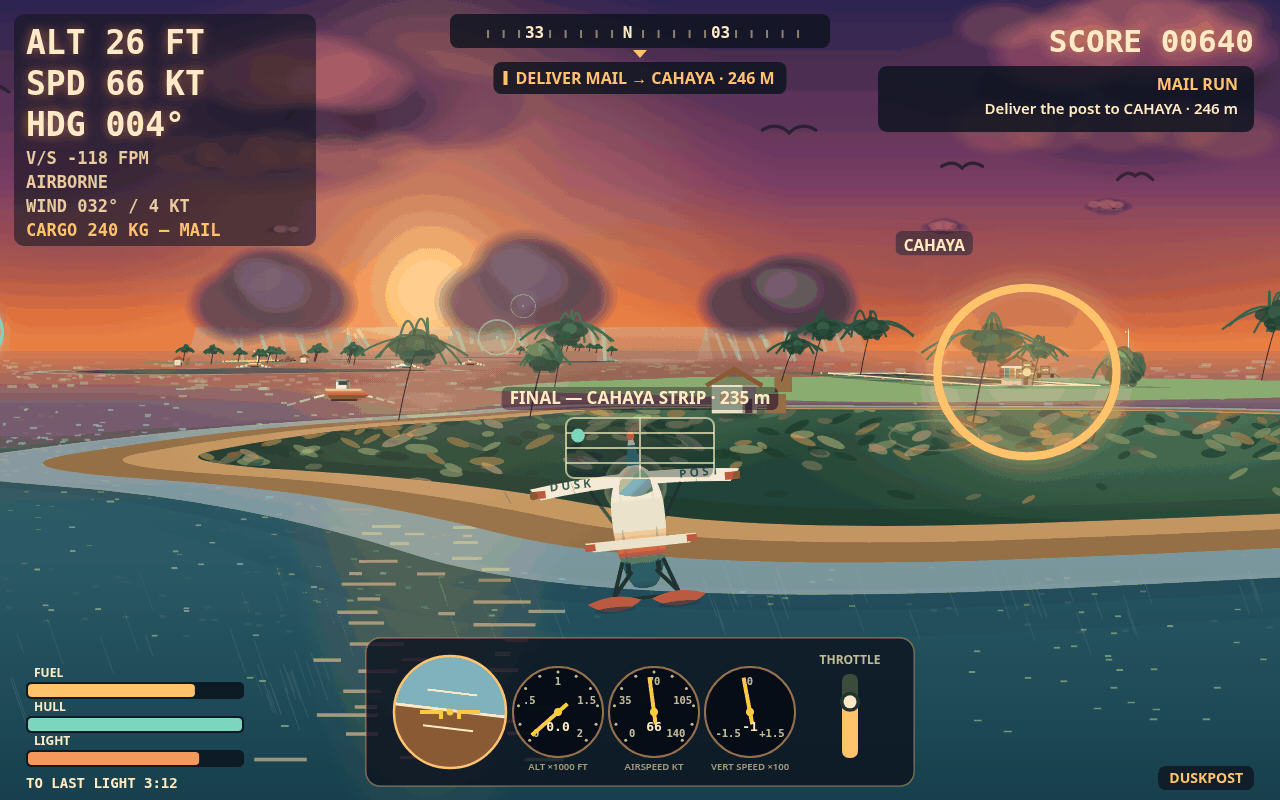 ALT 26 FT
SPD 66 KT
HDG 004°
V/S -118 FPM
AIRBORNE
WIND 032° / 4 KT
CARGO 240 KG — MAIL
33 N 03
DELIVER MAIL → CAHAYA · 246 M
SCORE 00640
MAIL RUN
Deliver the post to CAHAYA · 246 m
CAHAYA
FINAL — CAHAYA STRIP · 235 m
DUSK POST
FUEL
HULL
LIGHT
TO LAST LIGHT 3:12
0 .5 1 1.5 2
0.0
ALT ×1000 FT
0 35 70 105 140
66
AIRSPEED KT
-1.5 0 +1.5
-1
VERT SPEED ×100
THROTTLE
DUSKPOST